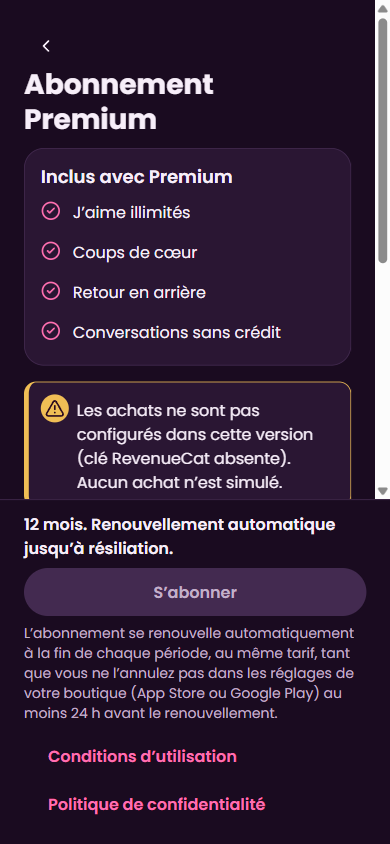 Abonnement
Premium
Inclus avec Premium
J’aime illimités
Coups de cœur
Retour en arrière
Conversations sans crédit
Les achats ne sont pas
configurés dans cette version
(clé RevenueCat absente).
Aucun achat n’est simulé.
12 mois. Renouvellement automatique
jusqu’à résiliation.
S’abonner
L’abonnement se renouvelle automatiquement
à la fin de chaque période, au même tarif, tant
que vous ne l’annulez pas dans les réglages de
votre boutique (App Store ou Google Play) au
moins 24 h avant le renouvellement.
Conditions d’utilisation
Politique de confidentialité